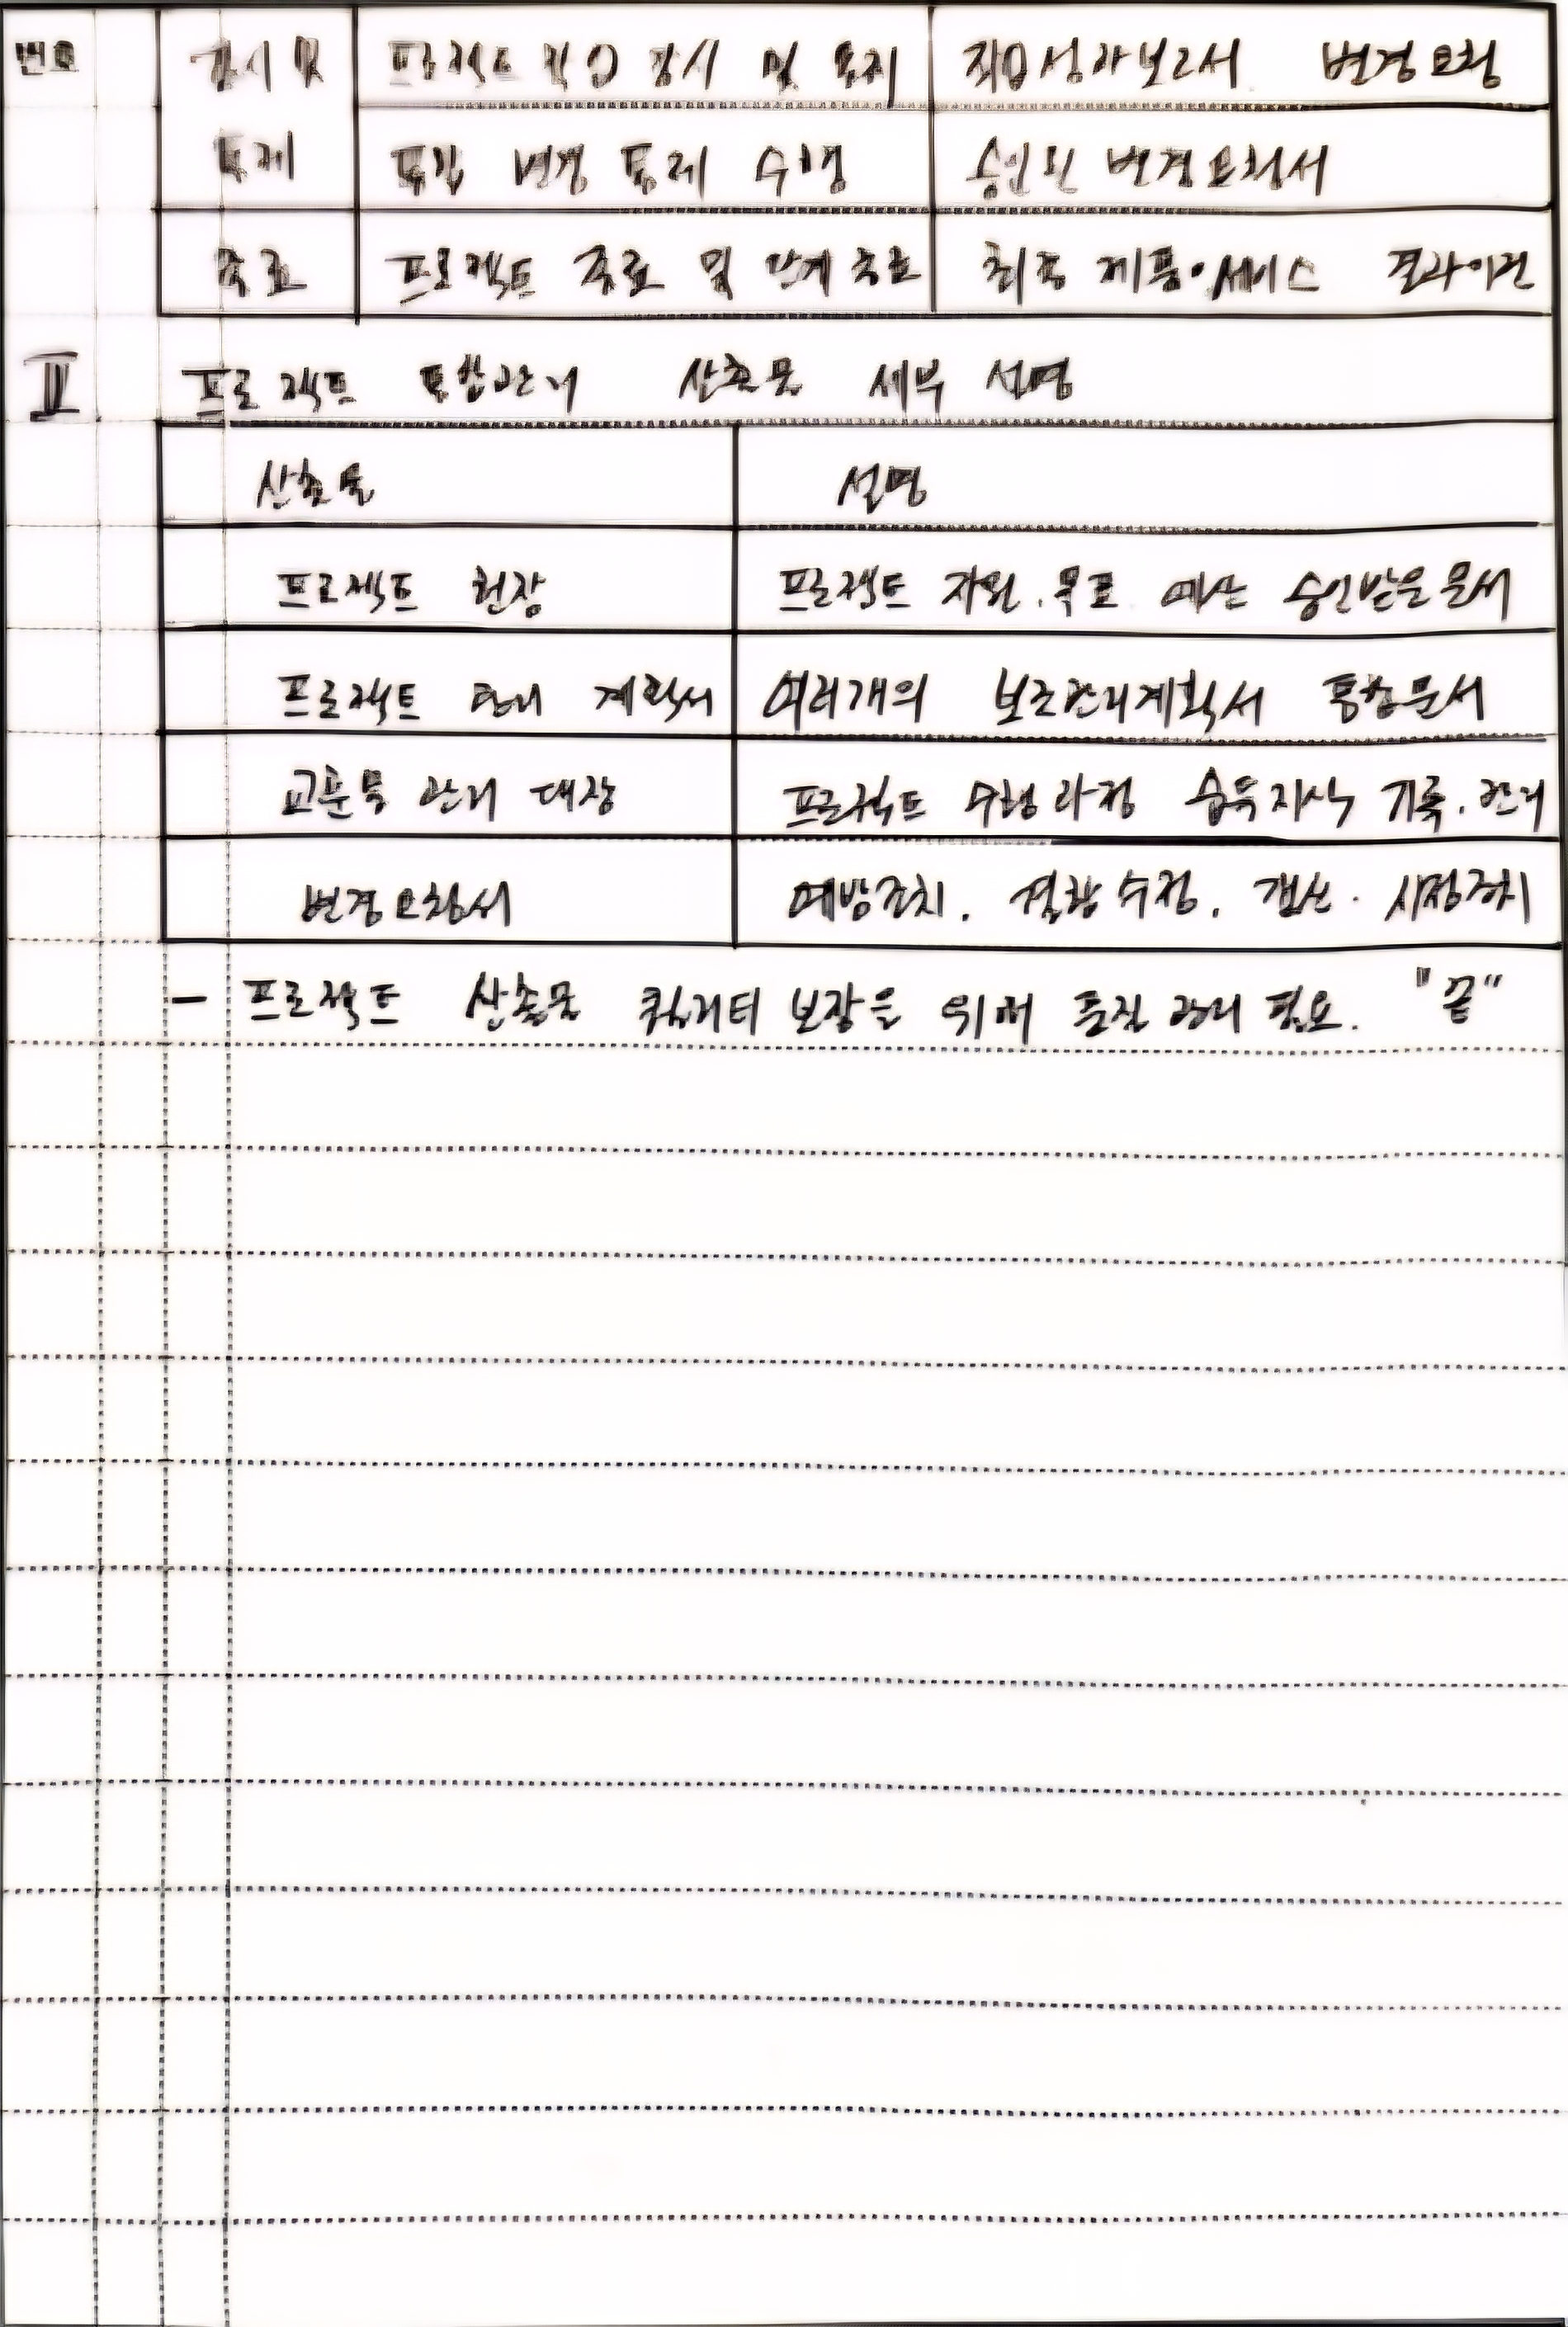 번호 감시 및 프로젝트 작업 감시 및 통제 작업성과보고서 변경요청
통제 통합 변경 통제 수행 승인된 변경요청서
종료 프로젝트 종료 및 단계 종료 최종 제품·서비스 결과이관
Ⅲ. 프로젝트 통합관리 산출물 세부 설명
산출물 설명
프로젝트 헌장 프로젝트 자원, 목표 예산 승인받은 문서
프로젝트 관리 계획서 여러개의 보조관리계획서 통합문서
교훈 관리 대장 프로젝트 수행과정 습득지식 기록, 관리
변경요청서 예방조치, 결함수정, 갱신, 시정조치
- 프로젝트 산출물 퀄리티 보장을 위해 품질 관리 필요. "끝"